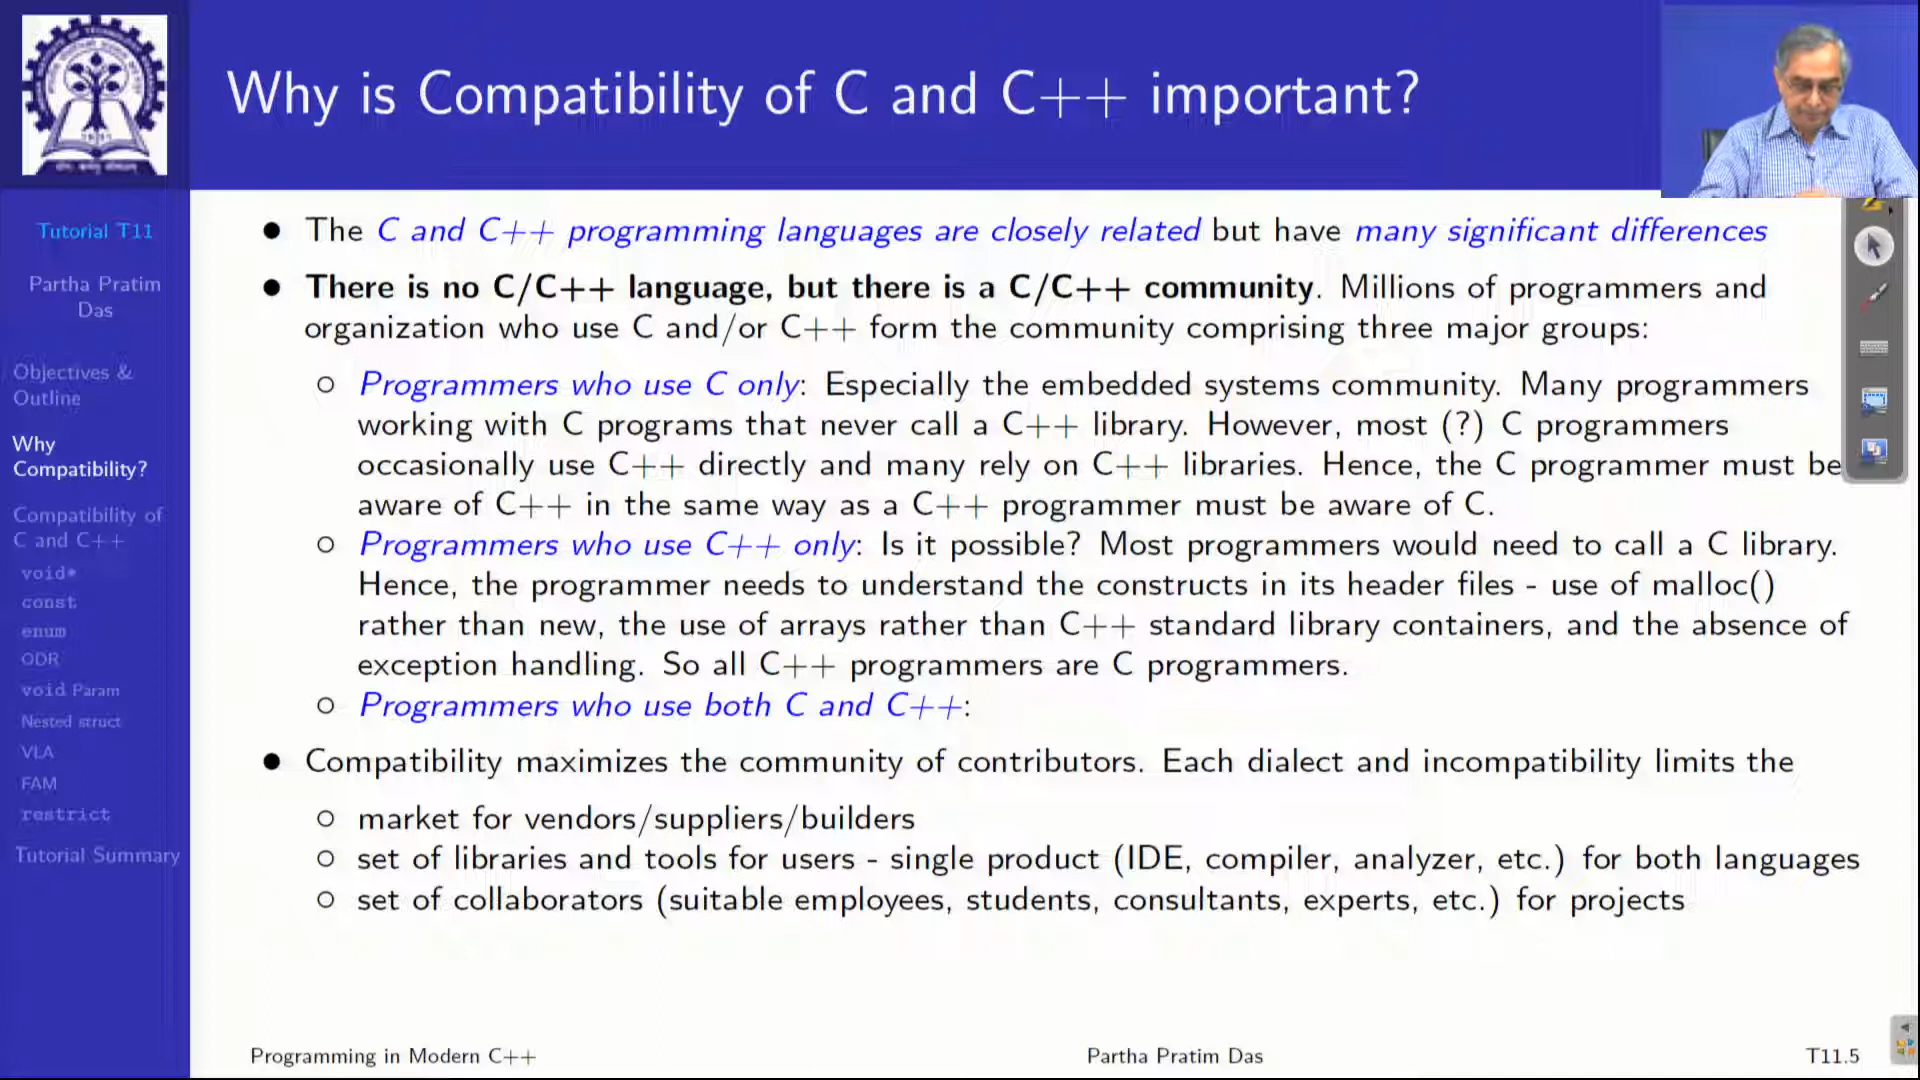 Why is Compatibility of C and C++ important?
Tutorial T11
Partha Pratim
Das
Objectives &
Outline
Why
Compatibility?
Compatibility of
C and C++
void*
const
enum
ODR
void Param
Nested struct
VLA
FAM
restrict
Tutorial Summary
● The C and C++ programming languages are closely related but have many significant differences
● There is no C/C++ language, but there is a C/C++ community. Millions of programmers and
organization who use C and/or C++ form the community comprising three major groups:
○ Programmers who use C only: Especially the embedded systems community. Many programmers
working with C programs that never call a C++ library. However, most (?) C programmers
occasionally use C++ directly and many rely on C++ libraries. Hence, the C programmer must be
aware of C++ in the same way as a C++ programmer must be aware of C.
○ Programmers who use C++ only: Is it possible? Most programmers would need to call a C library.
Hence, the programmer needs to understand the constructs in its header files - use of malloc()
rather than new, the use of arrays rather than C++ standard library containers, and the absence of
exception handling. So all C++ programmers are C programmers.
○ Programmers who use both C and C++:
● Compatibility maximizes the community of contributors. Each dialect and incompatibility limits the
○ market for vendors/suppliers/builders
○ set of libraries and tools for users - single product (IDE, compiler, analyzer, etc.) for both languages
○ set of collaborators (suitable employees, students, consultants, experts, etc.) for projects
Programming in Modern C++
Partha Pratim Das
T11.5